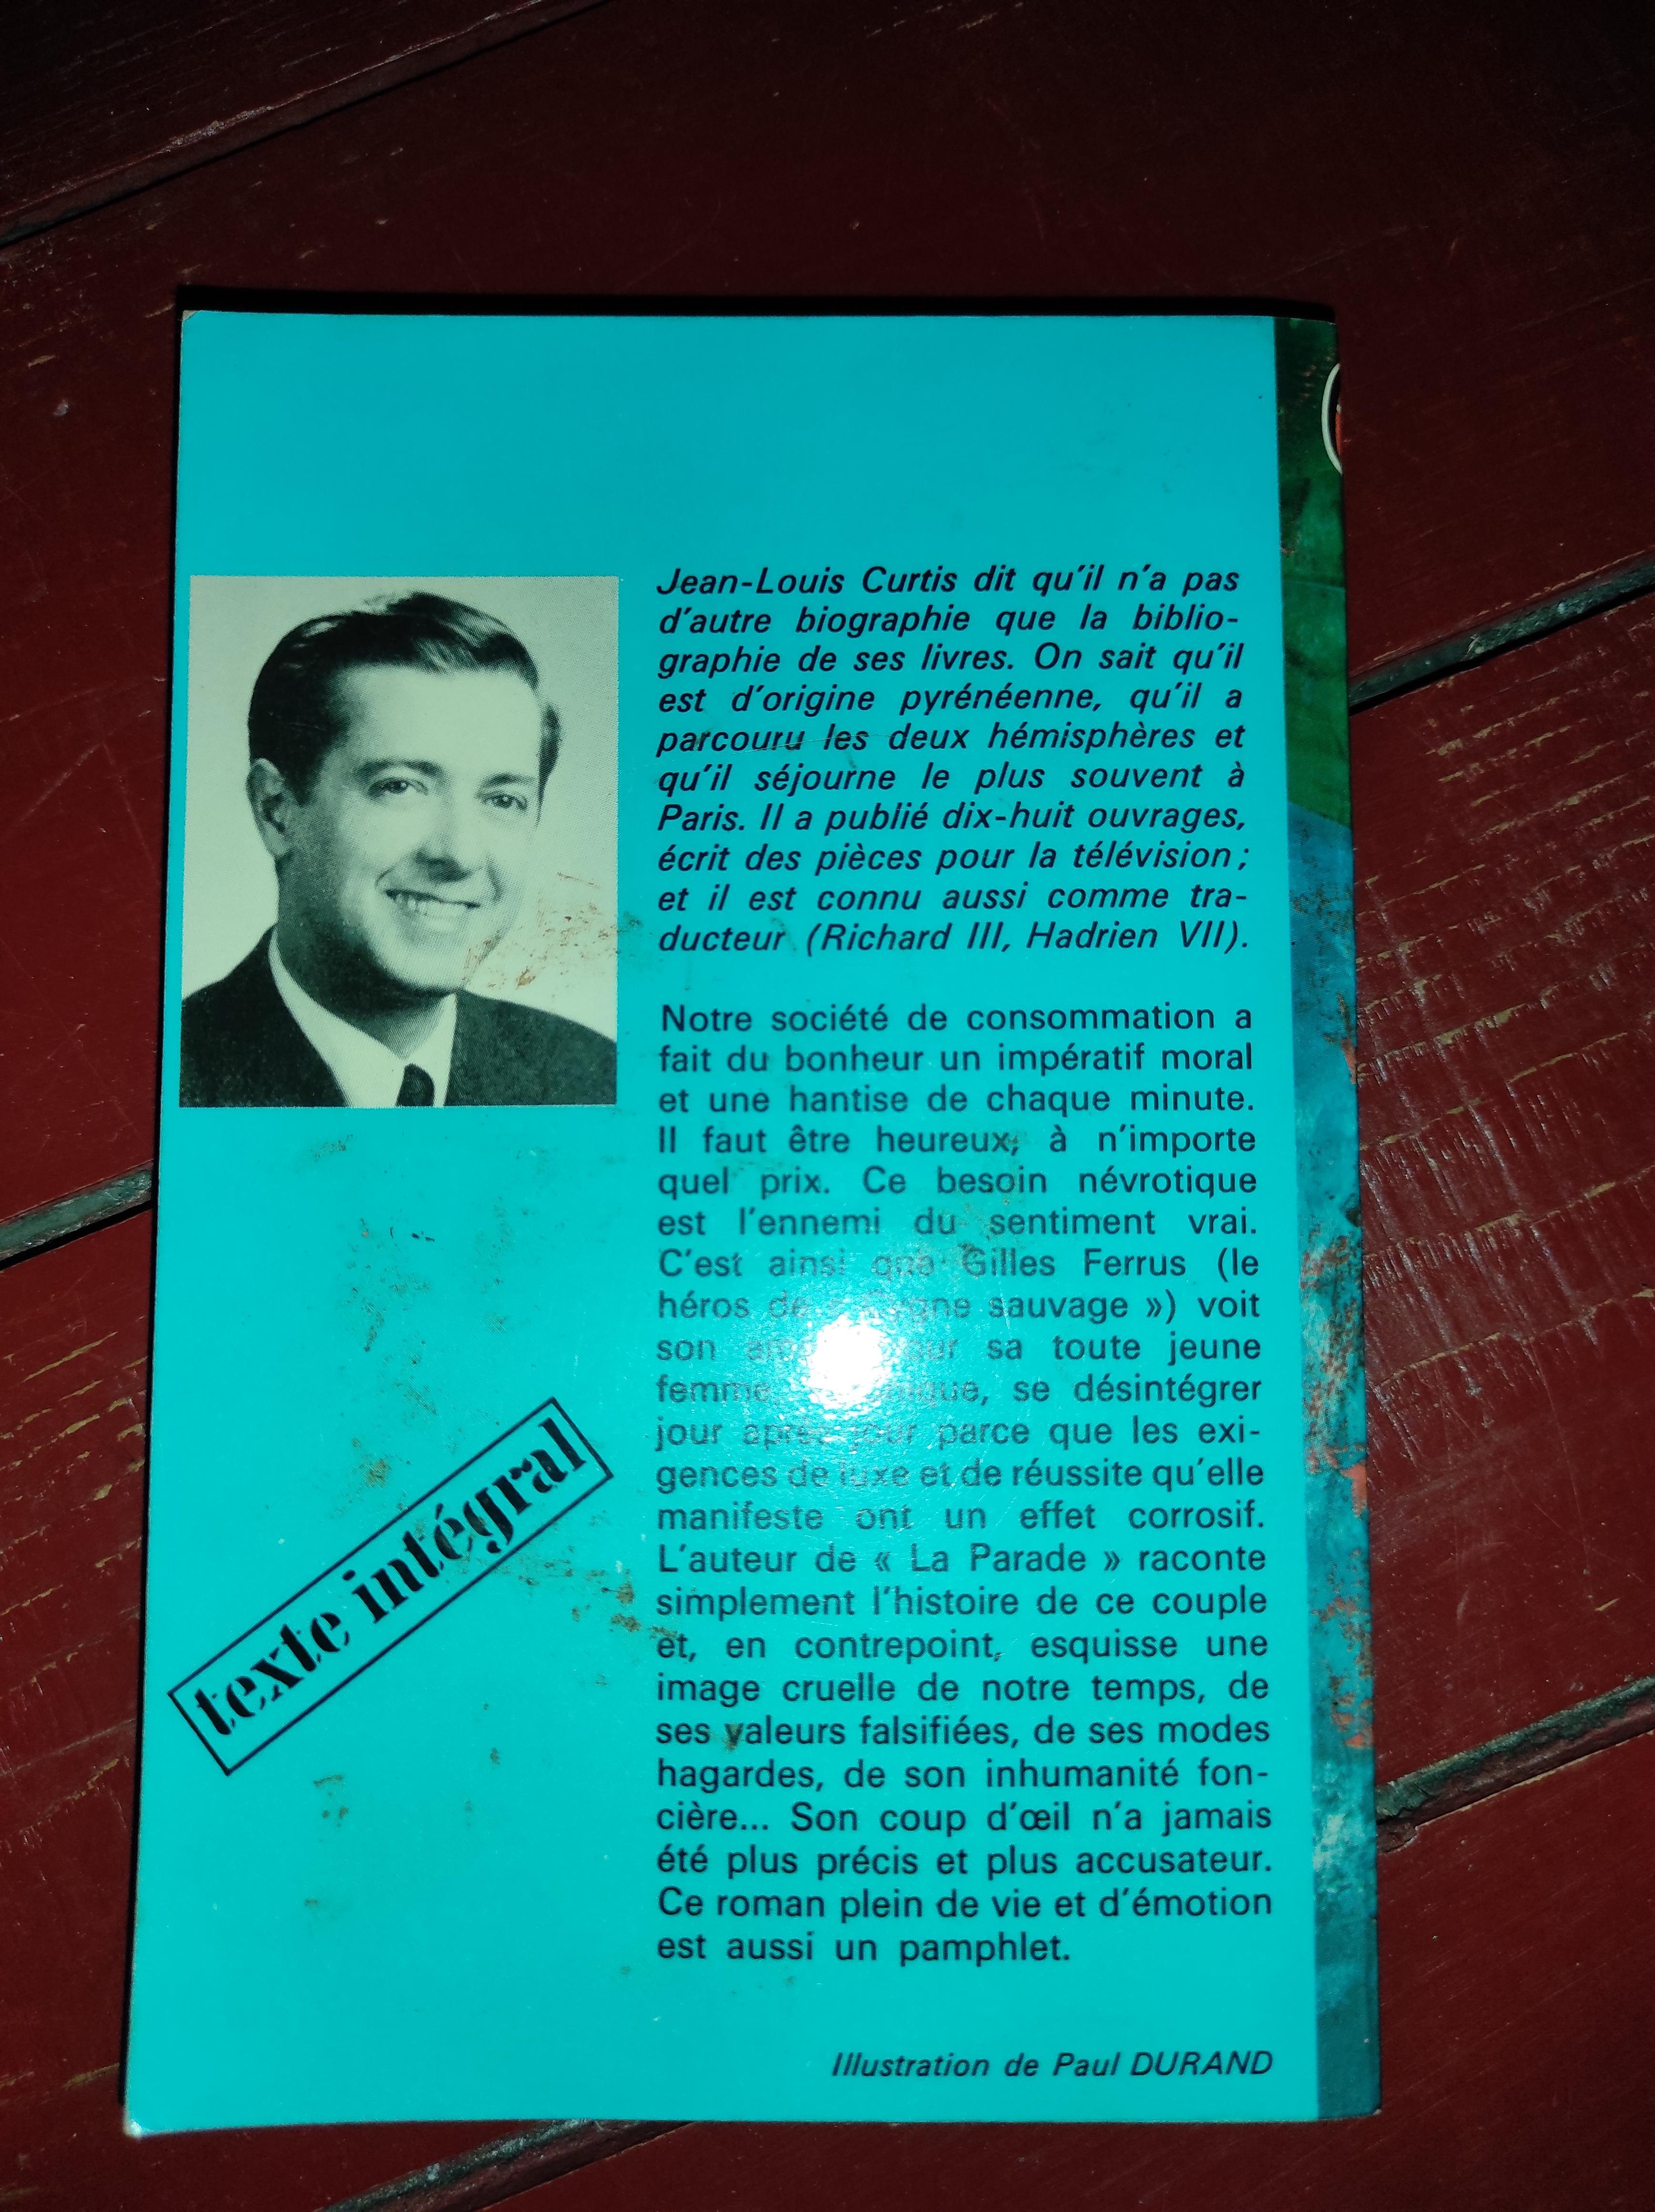 Jean-Louis Curtis dit qu'il n'a pas
d'autre biographie que la biblio-
graphie de ses livres. On sait qu'il
est d'origine pyrénéenne, qu'il a
parcouru les deux hémisphères et
qu'il séjourne le plus souvent à
Paris. Il a publié dix-huit ouvrages,
écrit des pièces pour la télévision ;
et il est connu aussi comme tra-
ducteur (Richard III, Hadrien VII).
Notre société de consommation a
fait du bonheur un impératif moral
et une hantise de chaque minute.
Il faut être heureux, à n'importe
quel prix. Ce besoin névrotique
est l'ennemi du sentiment vrai.
C'est ainsi que Gilles Ferrus (le
héros de sauvage ») voit
son sa toute jeune
femme, se désintégrer
jour après jour parce que les exi-
gences de luxe et de réussite qu'elle
manifeste ont un effet corrosif.
L'auteur de « La Parade » raconte
simplement l'histoire de ce couple
et, en contrepoint, esquisse une
image cruelle de notre temps, de
ses valeurs falsifiées, de ses modes
hagardes, de son inhumanité fon-
cière... Son coup d'œil n'a jamais
été plus précis et plus accusateur.
Ce roman plein de vie et d'émotion
est aussi un pamphlet.
texte intégral
Illustration de Paul DURAND